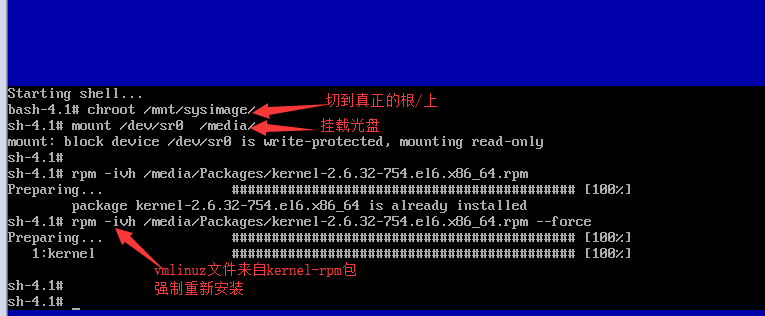 Starting shell...
bash-4.1# chroot /mnt/sysimage/
切到真正的根/上
sh-4.1# mount /dev/sr0  /media/
挂载光盘
mount: block device /dev/sr0 is write-protected, mounting read-only
sh-4.1#
sh-4.1# rpm -ivh /media/Packages/kernel-2.6.32-754.el6.x86_64.rpm
Preparing...                ########################################### [100%]
        package kernel-2.6.32-754.el6.x86_64 is already installed
sh-4.1# rpm -ivh /media/Packages/kernel-2.6.32-754.el6.x86_64.rpm --force
Preparing...                ########################################### [100%]
   1:kernel                 ########################################### [100%]
vmlinuz文件来自kernel-rpm包
sh-4.1#
强制重新安装
sh-4.1#